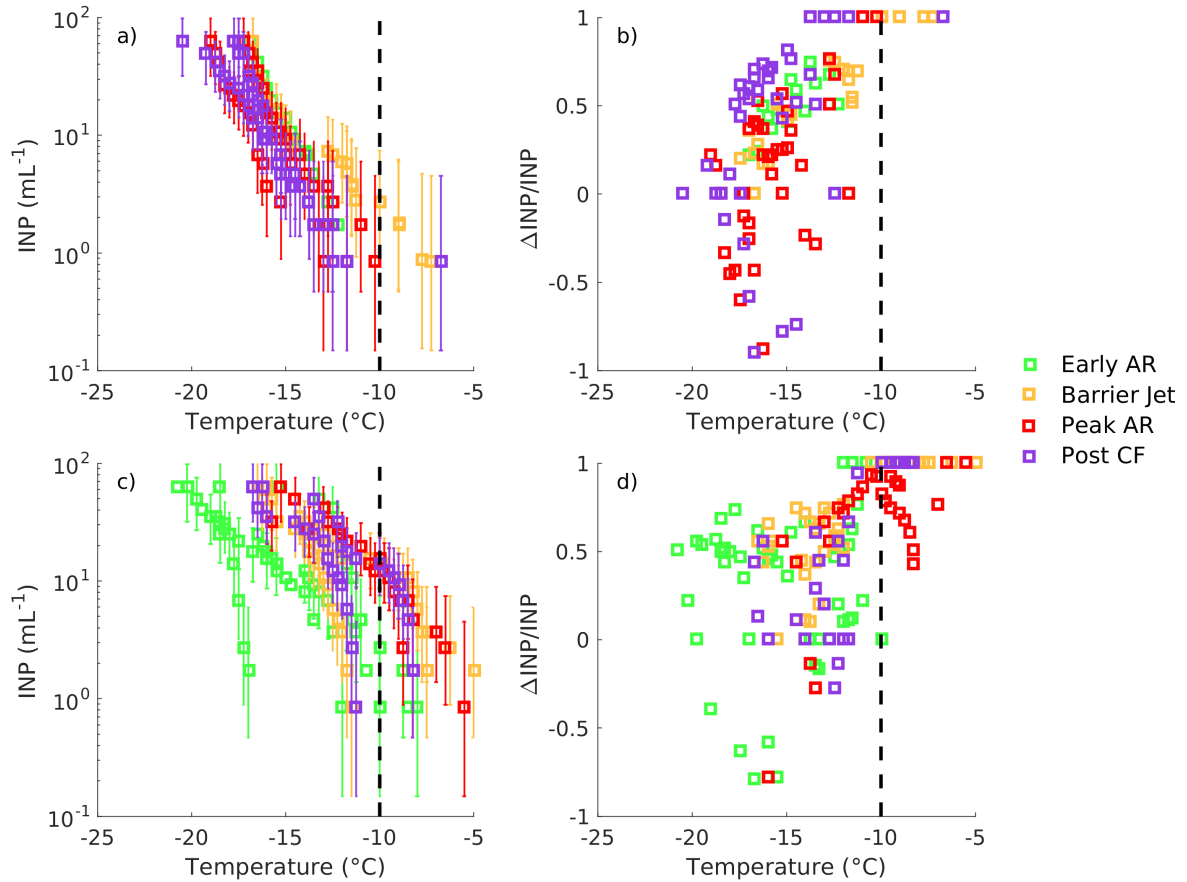 a)
10^2
10^1
10^0
10^-1
INP (mL^-1)
-25 -20 -15 -10 -5
Temperature (°C)
b)
1
0.5
0
-0.5
-1
ΔINP/INP
-25 -20 -15 -10 -5
Temperature (°C)
Early AR
Barrier Jet
Peak AR
Post CF
c)
10^2
10^1
10^0
10^-1
INP (mL^-1)
-25 -20 -15 -10 -5
Temperature (°C)
d)
1
0.5
0
-0.5
-1
ΔINP/INP
-25 -20 -15 -10 -5
Temperature (°C)